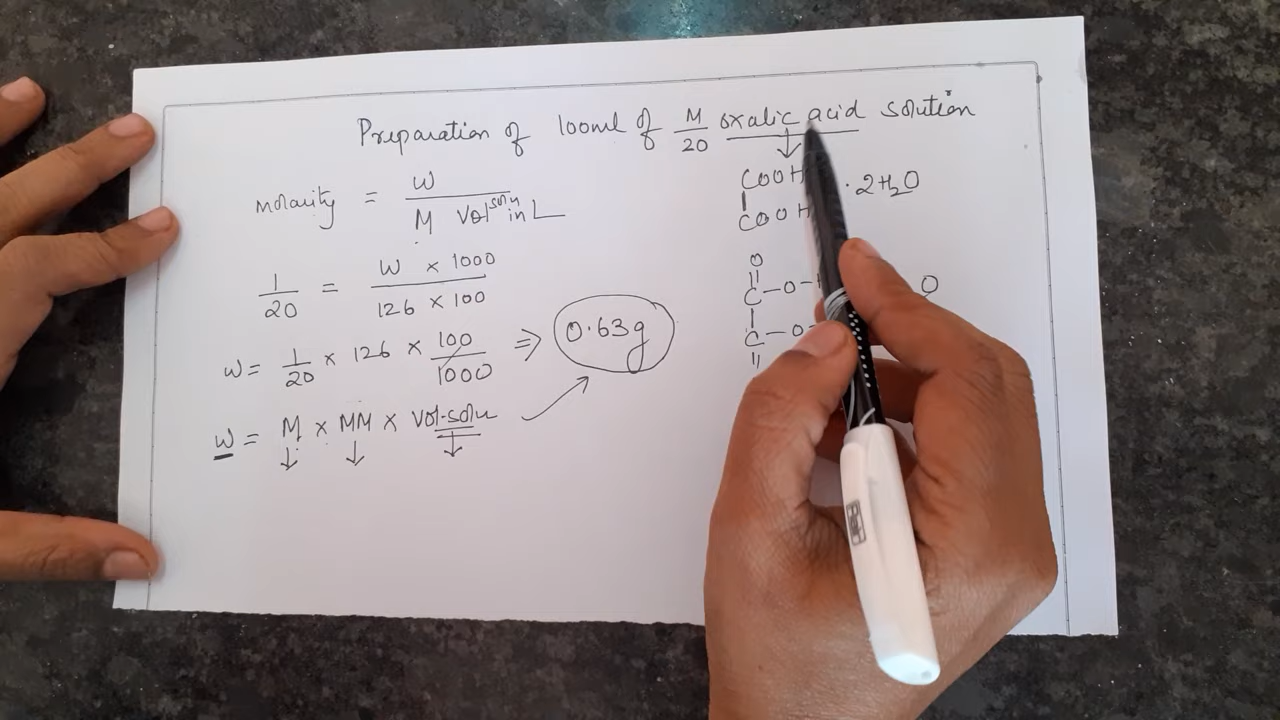 Preparation of 100ml of M/20 oxalic acid solution
molarity = W / M Vol soln in L
COOH
COOH
· 2H₂O
1/20 = W × 1000 / 126 × 100
w = 1/20 × 126 × 100/1000 ⇒ 0.63g
w = M × MM × vol·soln
O
C - O -
C - O
O